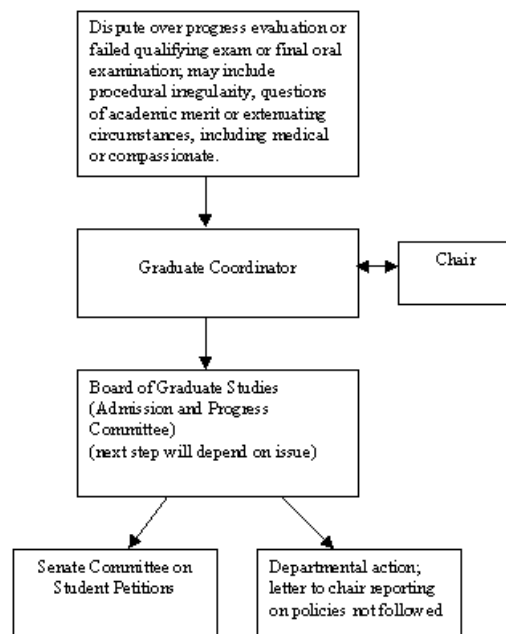 Dispute over progress evaluation or
failed qualifying exam or final oral
examination; may include
procedural irregularity, questions
of academic merit or extenuating
circumstances, including medical
or compassionate.
Graduate Coordinator
Chair
Board of Graduate Studies
(Admission and Progress
Committee)
(next step will depend on issue)
Senate Committee on
Student Petitions
Departmental action;
letter to chair reporting
on policies not followed